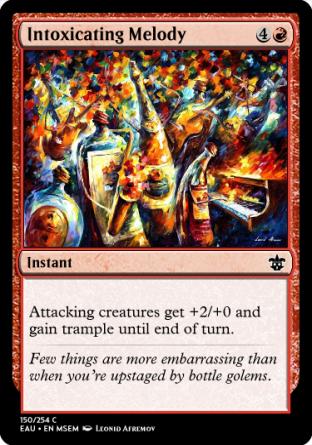 Intoxicating Melody 4
Instant
Attacking creatures get +2/+0 and
gain trample until end of turn.
Few things are more embarrassing than
when you're upstaged by bottle golems.
150/254 C
EAU • EN MSEM Leonid Afremov